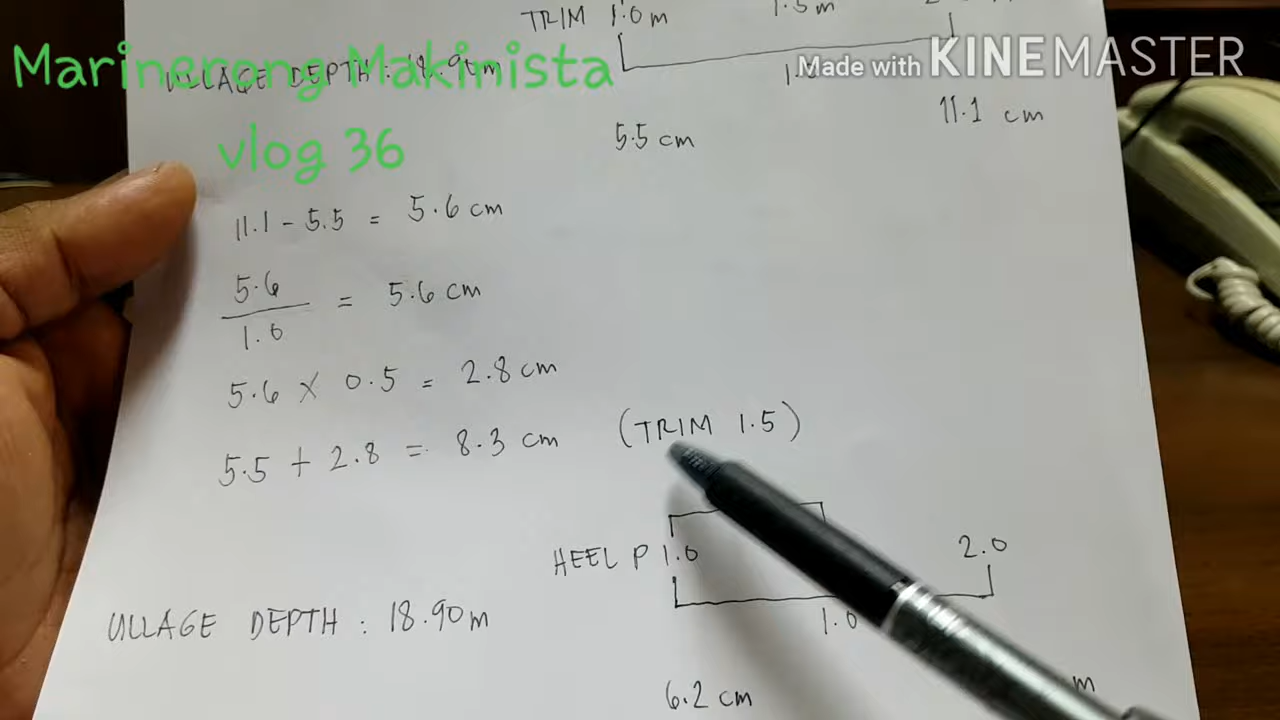 TRIM 1.0 m 1.5 m
Made with KINEMASTER
Marinerong Makinista
ULLAGE DEPTH : 18.90m
11.1 cm
5.5 cm
vlog 36
11.1 - 5.5 = 5.6 cm
5.6 / 1.0 = 5.6 cm
5.6 X 0.5 = 2.8 cm
5.5 + 2.8 = 8.3 cm (TRIM 1.5)
HEEL P 1.0 2.0
ULLAGE DEPTH : 18.90m 1.0
6.2 cm m